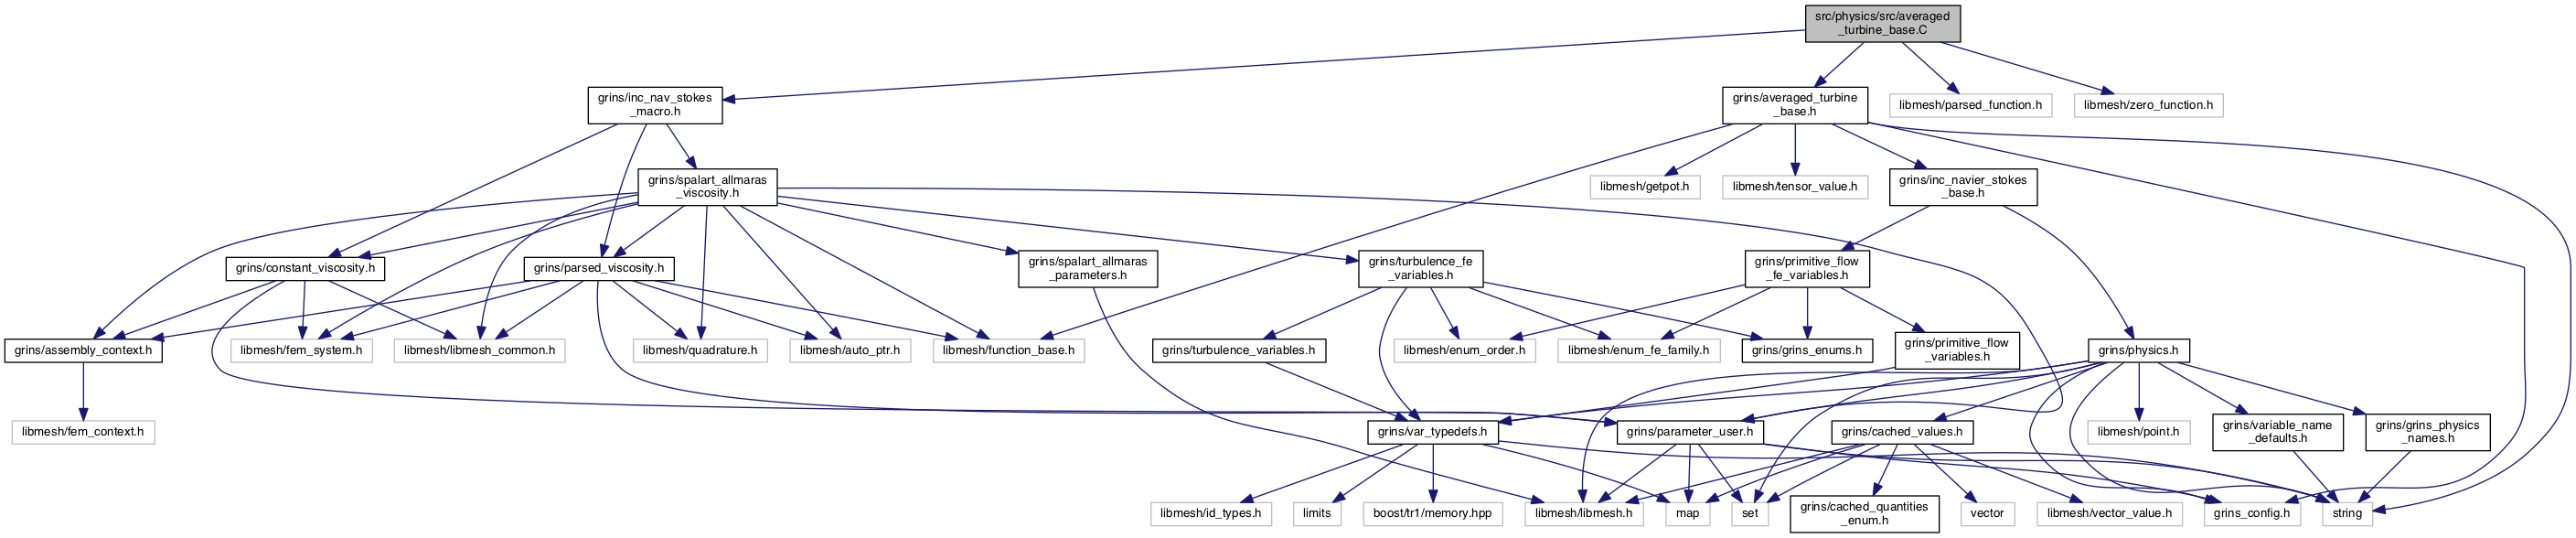 src/physics/src/averaged
_turbine_base.C
grins/inc_nav_stokes
_macro.h
grins/averaged_turbine
_base.h
libmesh/parsed_function.h
libmesh/zero_function.h
grins/spalart_allmaras
_viscosity.h
libmesh/getpot.h
libmesh/tensor_value.h
grins/inc_navier_stokes
_base.h
grins/constant_viscosity.h
grins/parsed_viscosity.h
grins/spalart_allmaras
_parameters.h
grins/turbulence_fe
_variables.h
grins/primitive_flow
_fe_variables.h
grins/assembly_context.h
libmesh/fem_system.h
libmesh/libmesh_common.h
libmesh/quadrature.h
libmesh/auto_ptr.h
libmesh/function_base.h
grins/turbulence_variables.h
libmesh/enum_order.h
libmesh/enum_fe_family.h
grins/grins_enums.h
grins/primitive_flow
_variables.h
grins/physics.h
libmesh/fem_context.h
grins/var_typedefs.h
grins/parameter_user.h
grins/cached_values.h
libmesh/point.h
grins/variable_name
_defaults.h
grins/grins_physics
_names.h
libmesh/id_types.h
limits
boost/tr1/memory.hpp
libmesh/libmesh.h
map
set
grins/cached_quantities
_enum.h
vector
libmesh/vector_value.h
grins_config.h
string